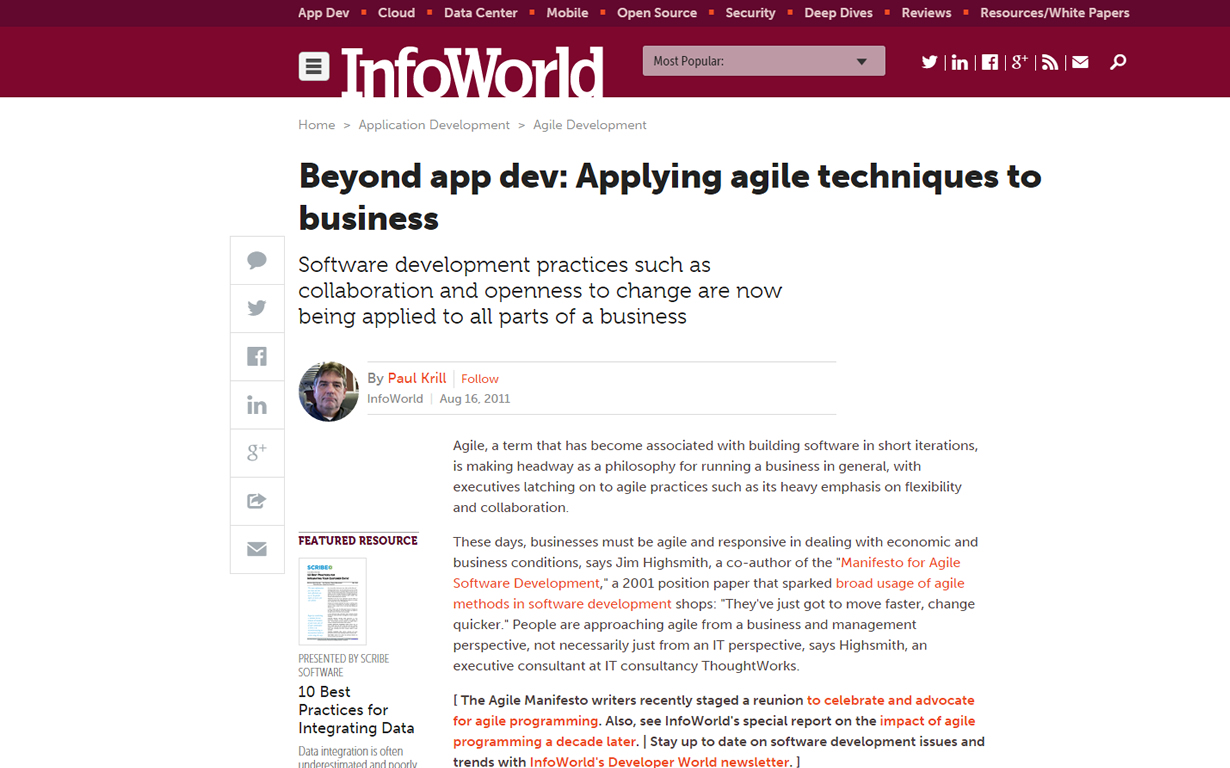 App Dev Cloud Data Center Mobile Open Source Security Deep Dives Reviews Resources/White Papers
InfoWorld
Most Popular:
Home > Application Development > Agile Development
Beyond app dev: Applying agile techniques to
business
Software development practices such as
collaboration and openness to change are now
being applied to all parts of a business
By Paul Krill | Follow
InfoWorld | Aug 16, 2011
Agile, a term that has become associated with building software in short iterations,
is making headway as a philosophy for running a business in general, with
executives latching on to agile practices such as its heavy emphasis on flexibility
and collaboration.
FEATURED RESOURCE
SCRIBE
PRESENTED BY SCRIBE
SOFTWARE
10 Best
Practices for
Integrating Data
Data integration is often
underestimated and poorly
These days, businesses must be agile and responsive in dealing with economic and
business conditions, says Jim Highsmith, a co-author of the "Manifesto for Agile
Software Development," a 2001 position paper that sparked broad usage of agile
methods in software development shops: "They've just got to move faster, change
quicker." People are approaching agile from a business and management
perspective, not necessarily just from an IT perspective, says Highsmith, an
executive consultant at IT consultancy ThoughtWorks.
[ The Agile Manifesto writers recently staged a reunion to celebrate and advocate
for agile programming. Also, see InfoWorld's special report on the impact of agile
programming a decade later. | Stay up to date on software development issues and
trends with InfoWorld's Developer World newsletter. ]